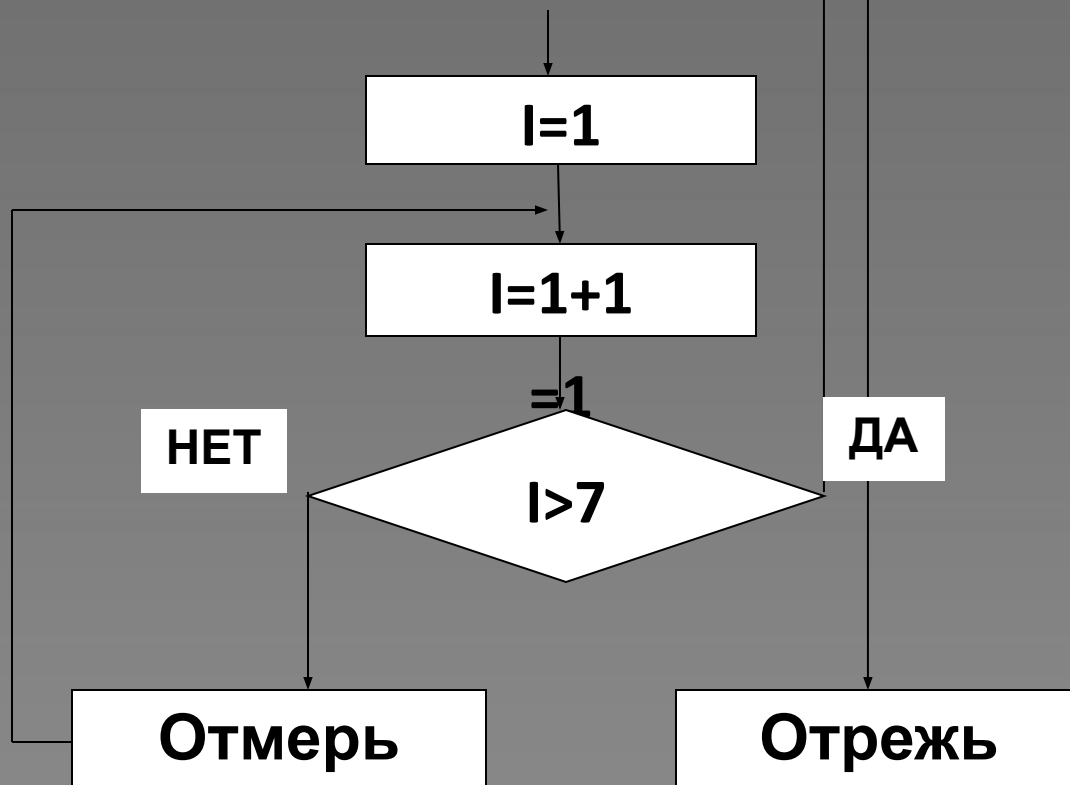 I=1
I=1+1
=1
НЕТ
ДА
I>7
Отмерь
Отрежь